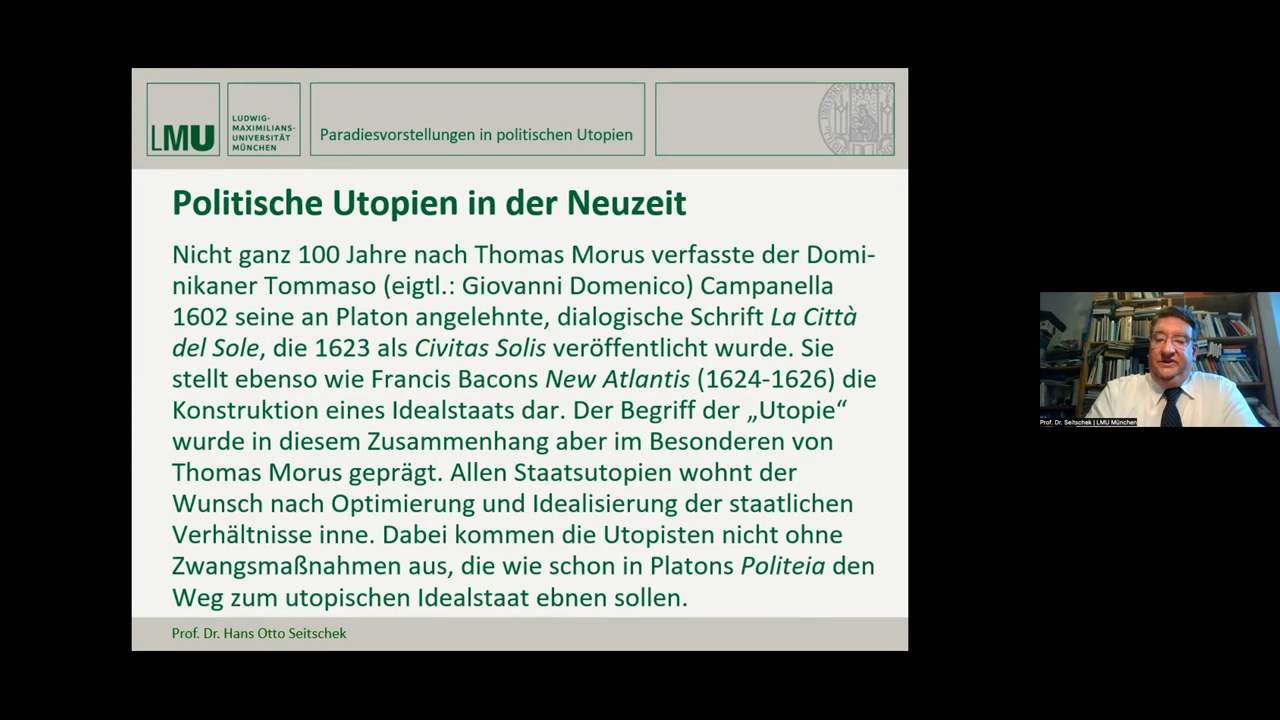 LMU
LUDWIG-
MAXIMILIANS-
UNIVERSITÄT
MÜNCHEN
Paradiesvorstellungen in politischen Utopien
Politische Utopien in der Neuzeit
Nicht ganz 100 Jahre nach Thomas Morus verfasste der Domi-
nikaner Tommaso (eigtl.: Giovanni Domenico) Campanella
1602 seine an Platon angelehnte, dialogische Schrift La Città
del Sole, die 1623 als Civitas Solis veröffentlicht wurde. Sie
stellt ebenso wie Francis Bacons New Atlantis (1624-1626) die
Konstruktion eines Idealstaats dar. Der Begriff der „Utopie“
wurde in diesem Zusammenhang aber im Besonderen von
Thomas Morus geprägt. Allen Staatsutopien wohnt der
Wunsch nach Optimierung und Idealisierung der staatlichen
Verhältnisse inne. Dabei kommen die Utopisten nicht ohne
Zwangsmaßnahmen aus, die wie schon in Platons Politeia den
Weg zum utopischen Idealstaat ebnen sollen.
Prof. Dr. Hans Otto Seitschek
Prof. Dr. Seitschek | LMU München